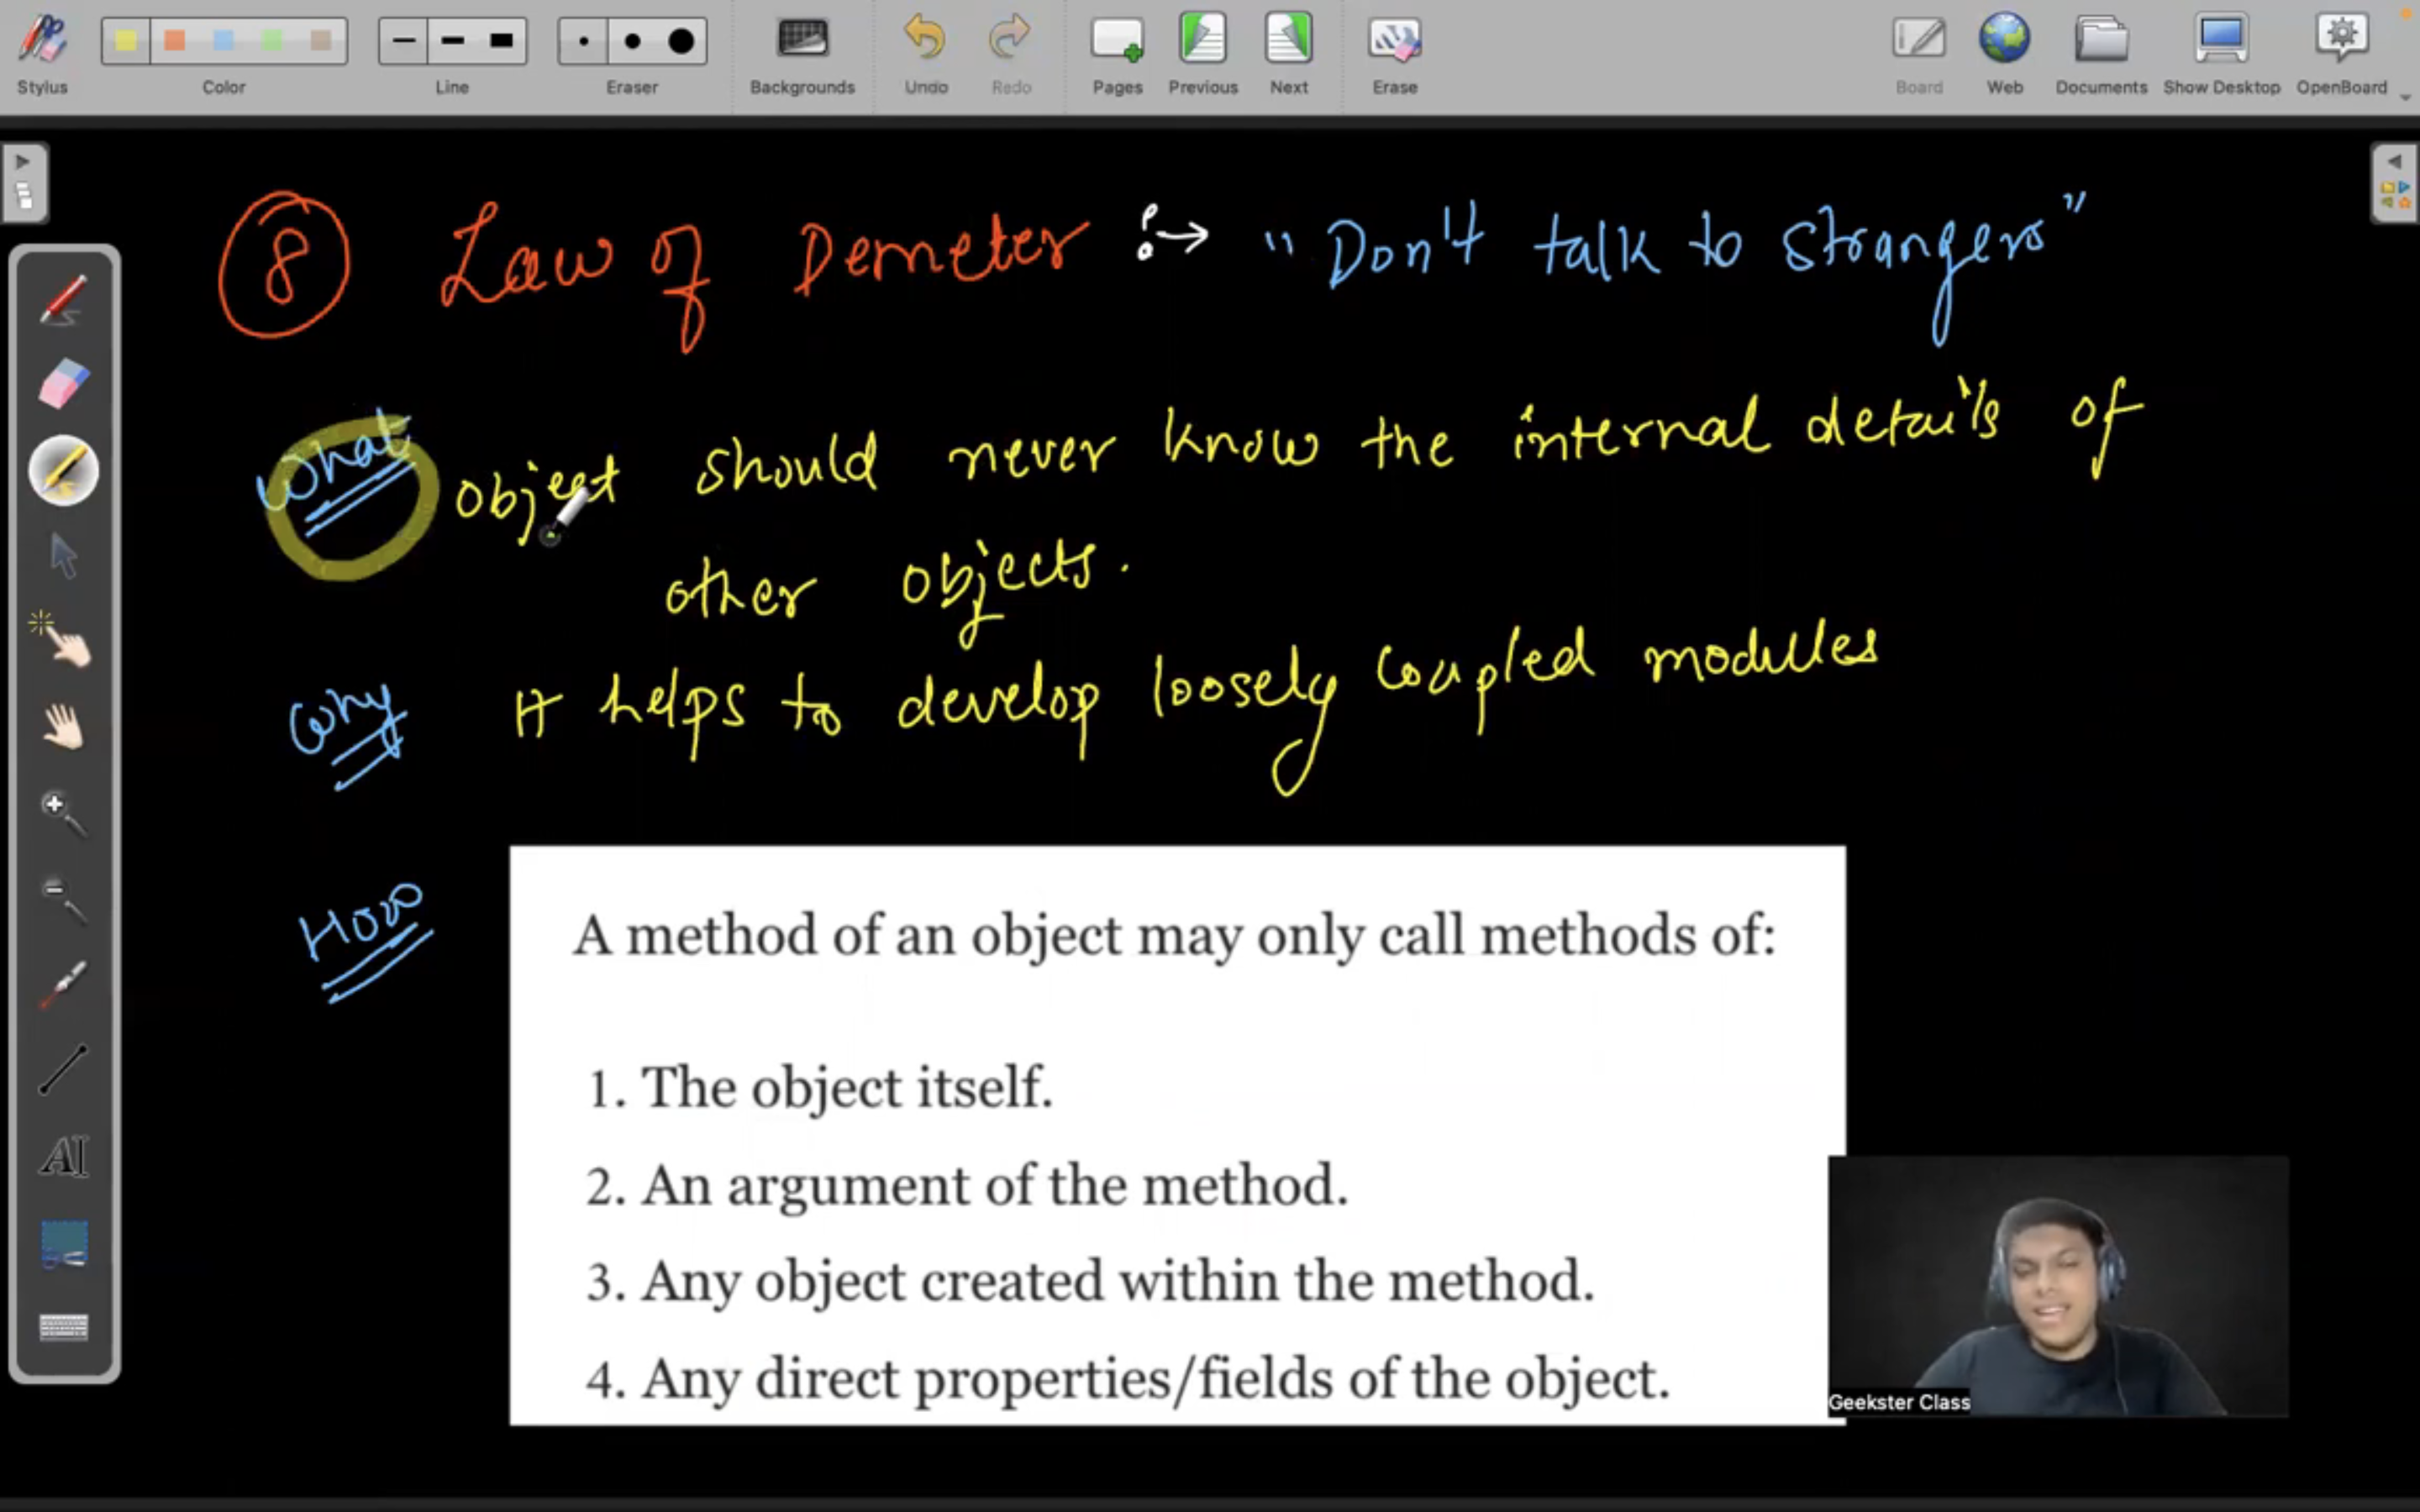 Stylus Color Line Eraser Backgrounds Undo Redo Pages Previous Next Erase Board Web Documents Show Desktop OpenBoard
8 Law of Demeter :→ "Don't talk to strangers"
What object should never know the internal details of
other objects.
Why It helps to develop loosely coupled modules
How
A method of an object may only call methods of:
1. The object itself.
2. An argument of the method.
3. Any object created within the method.
4. Any direct properties/fields of the object.
AI
Geekster Class